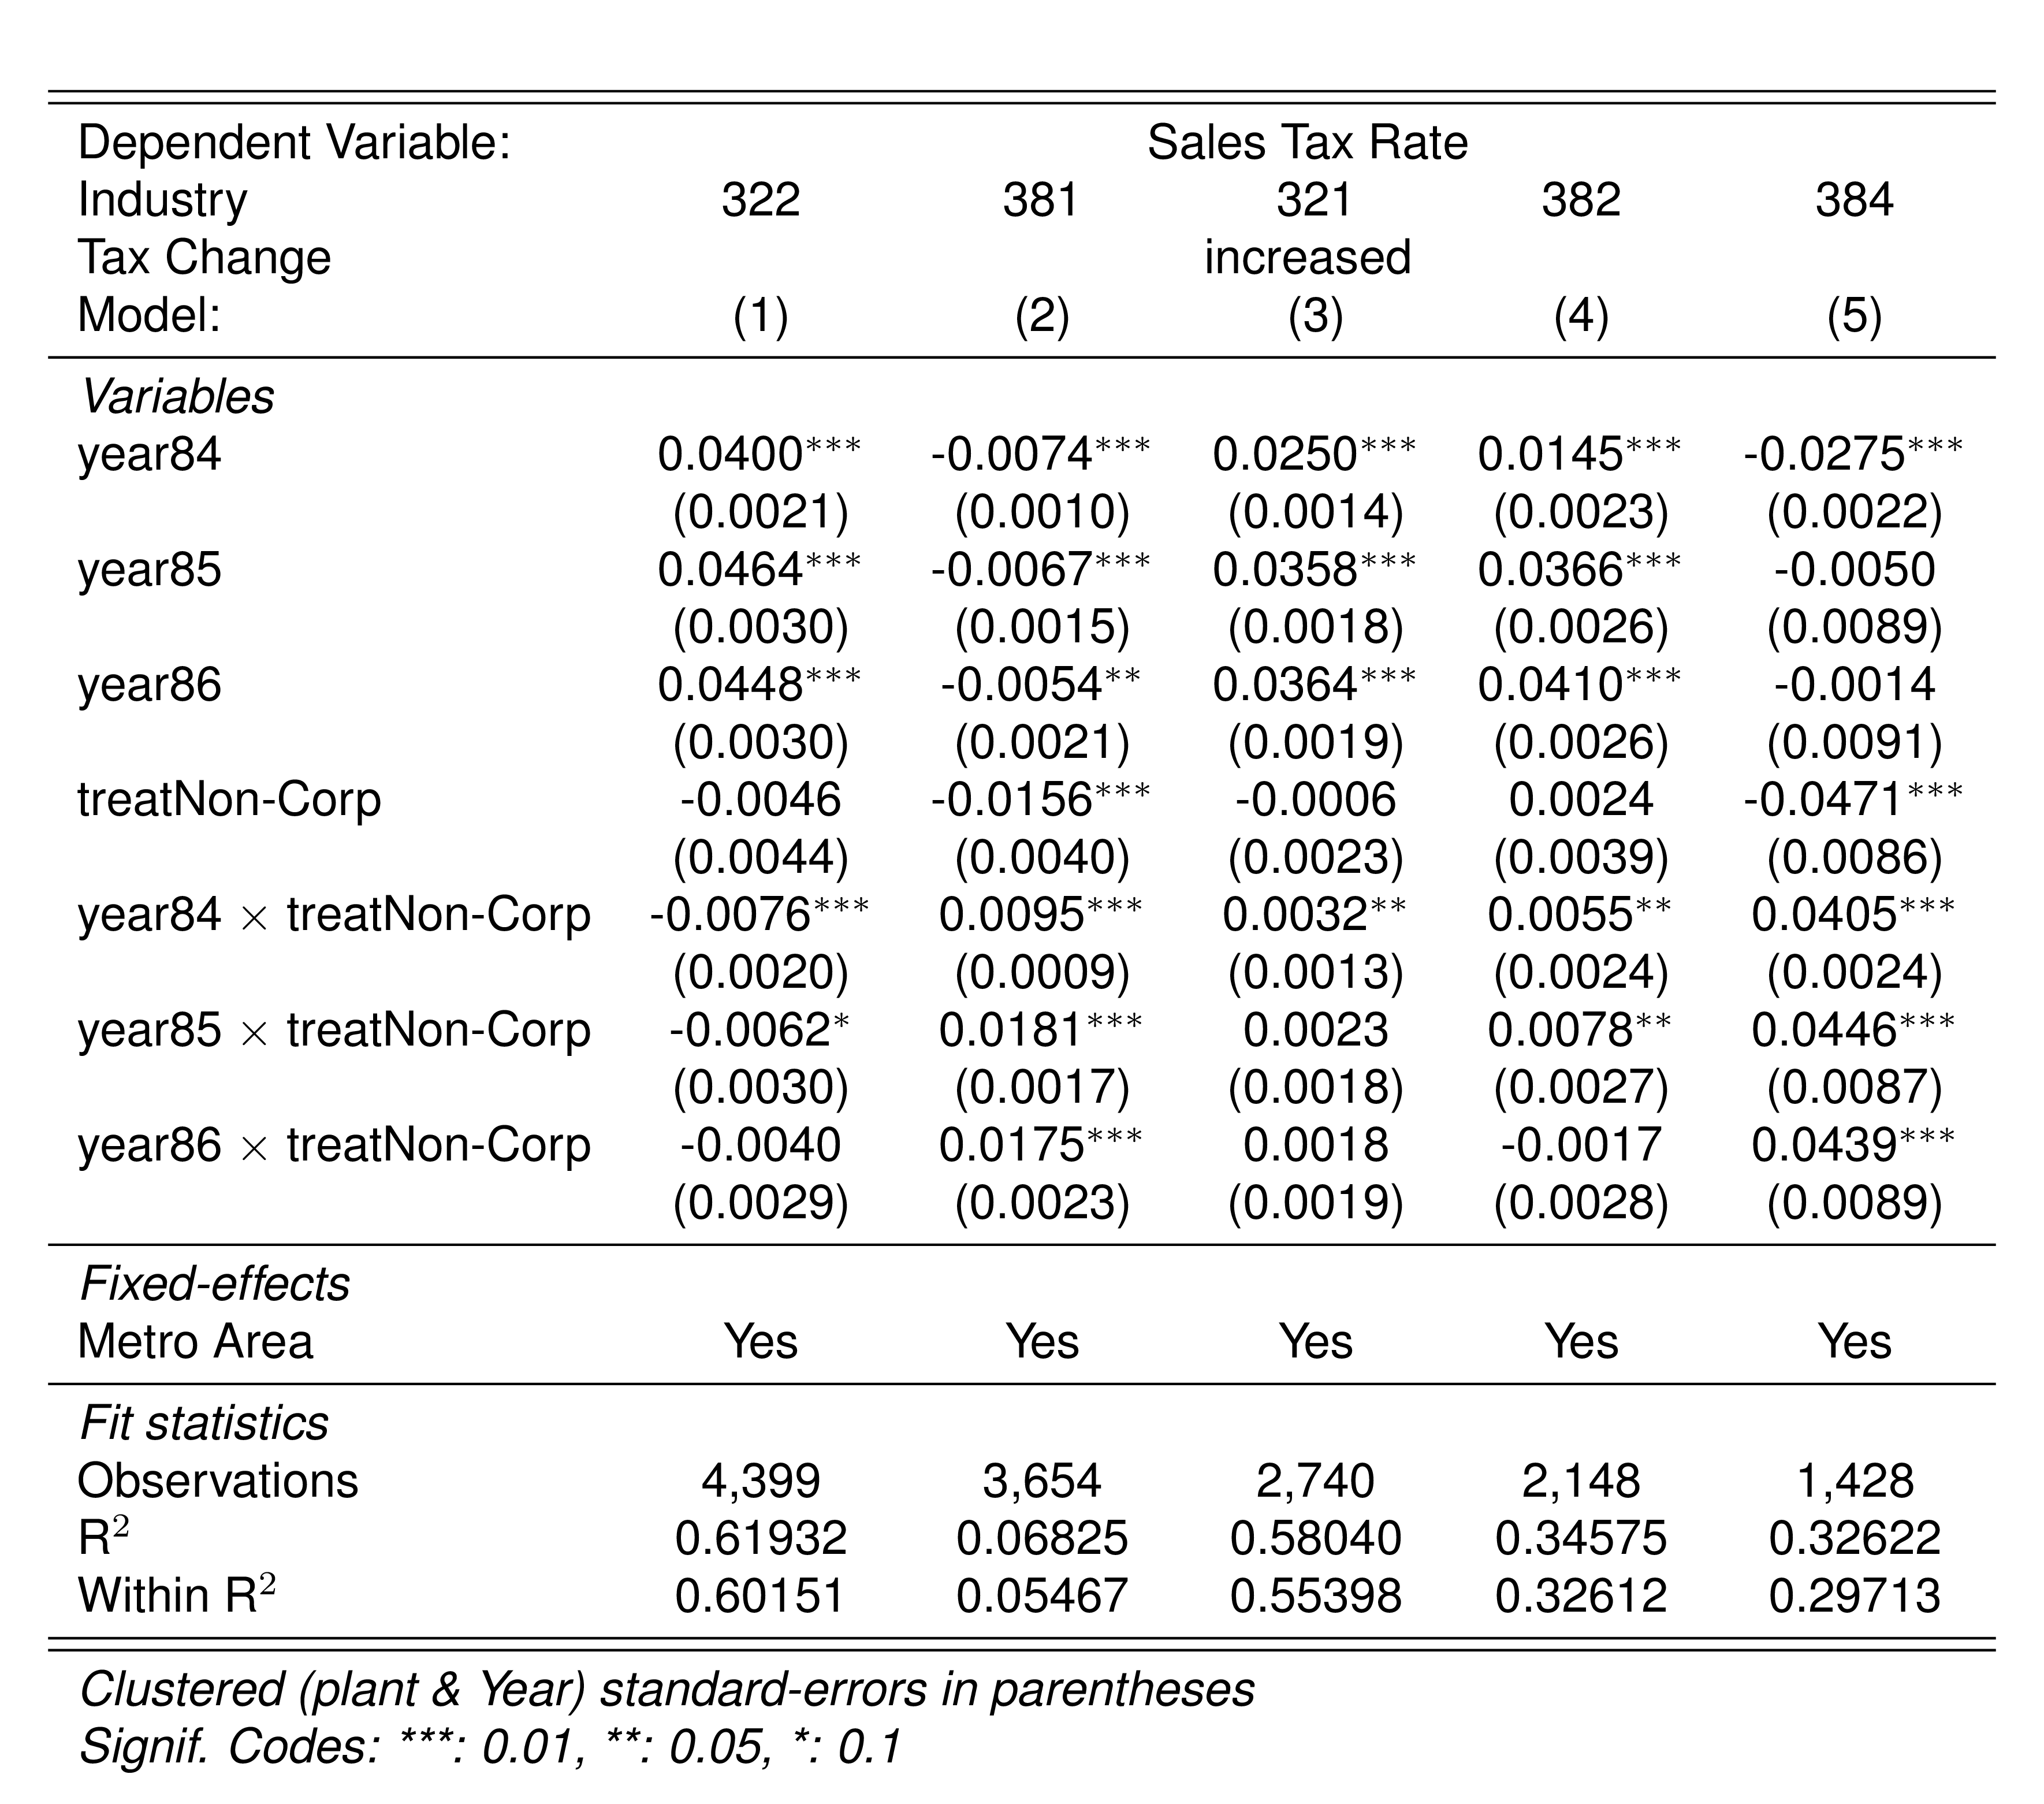 Dependent Variable: Sales Tax Rate
Industry 322 381 321 382 384
Tax Change increased
Model: (1) (2) (3) (4) (5)
Variables
year84 0.0400*** -0.0074*** 0.0250*** 0.0145*** -0.0275***
(0.0021) (0.0010) (0.0014) (0.0023) (0.0022)
year85 0.0464*** -0.0067*** 0.0358*** 0.0366*** -0.0050
(0.0030) (0.0015) (0.0018) (0.0026) (0.0089)
year86 0.0448*** -0.0054** 0.0364*** 0.0410*** -0.0014
(0.0030) (0.0021) (0.0019) (0.0026) (0.0091)
treatNon-Corp -0.0046 -0.0156*** -0.0006 0.0024 -0.0471***
(0.0044) (0.0040) (0.0023) (0.0039) (0.0086)
year84 × treatNon-Corp -0.0076*** 0.0095*** 0.0032** 0.0055** 0.0405***
(0.0020) (0.0009) (0.0013) (0.0024) (0.0024)
year85 × treatNon-Corp -0.0062* 0.0181*** 0.0023 0.0078** 0.0446***
(0.0030) (0.0017) (0.0018) (0.0027) (0.0087)
year86 × treatNon-Corp -0.0040 0.0175*** 0.0018 -0.0017 0.0439***
(0.0029) (0.0023) (0.0019) (0.0028) (0.0089)
Fixed-effects
Metro Area Yes Yes Yes Yes Yes
Fit statistics
Observations 4,399 3,654 2,740 2,148 1,428
R² 0.61932 0.06825 0.58040 0.34575 0.32622
Within R² 0.60151 0.05467 0.55398 0.32612 0.29713
Clustered (plant & Year) standard-errors in parentheses
Signif. Codes: ***: 0.01, **: 0.05, *: 0.1